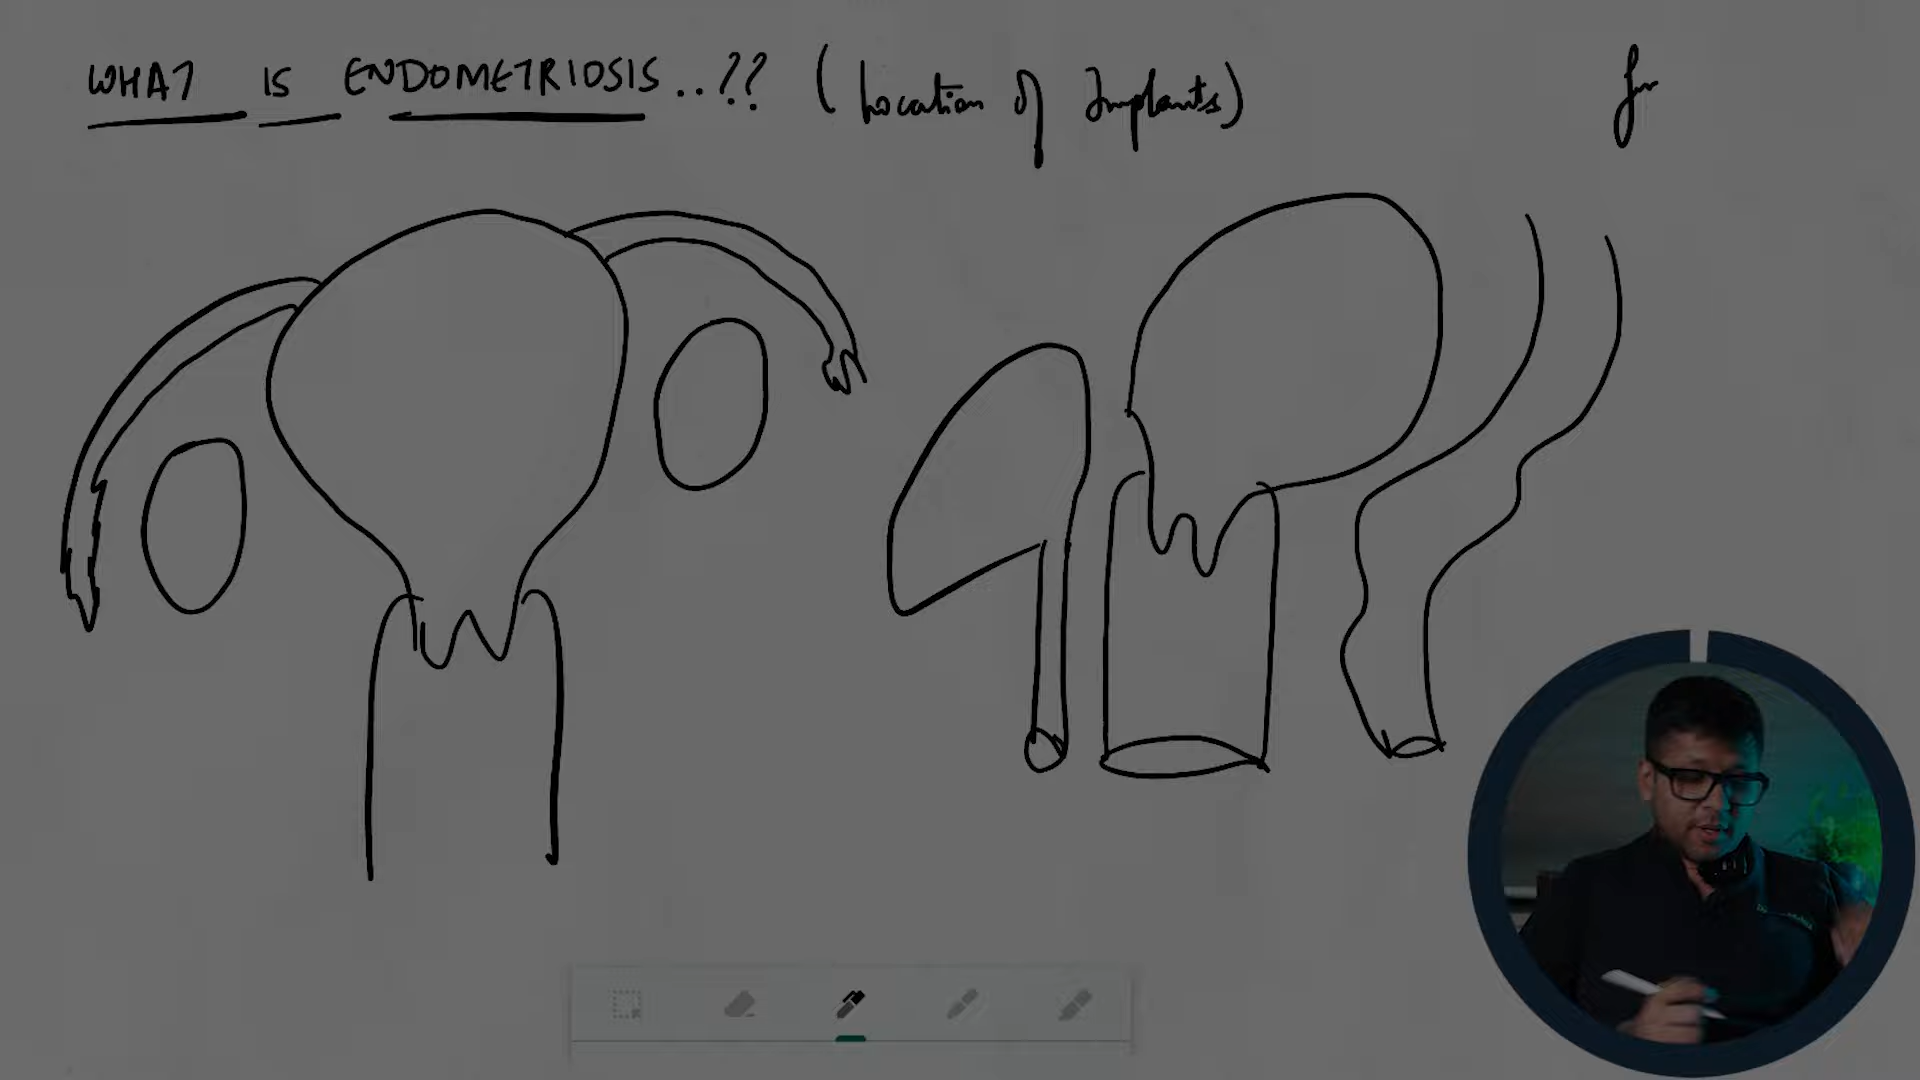 WHAT IS ENDOMETRIOSIS..?? (Location of Implants)